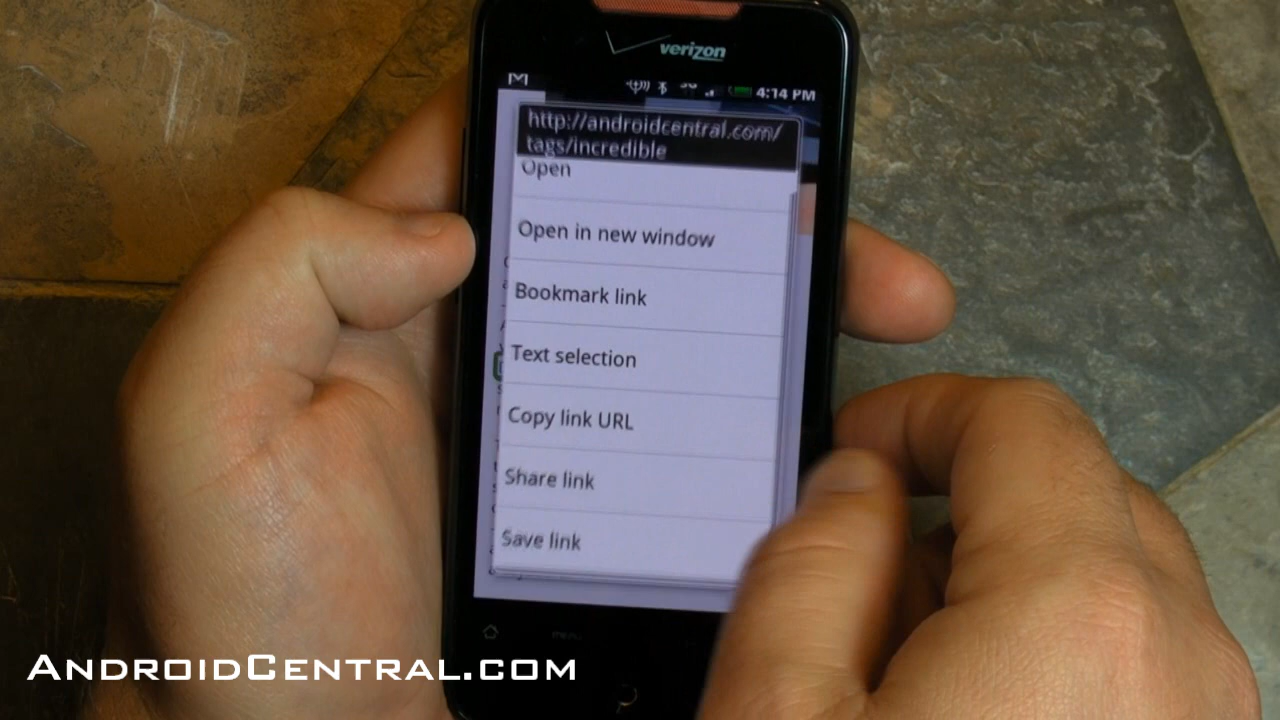 verizon
4:14 PM
http://androidcentral.com/
tags/incredible
Open
Open in new window
Bookmark link
Text selection
Copy link URL
Share link
Save link
menu
ANDROIDCENTRAL.COM